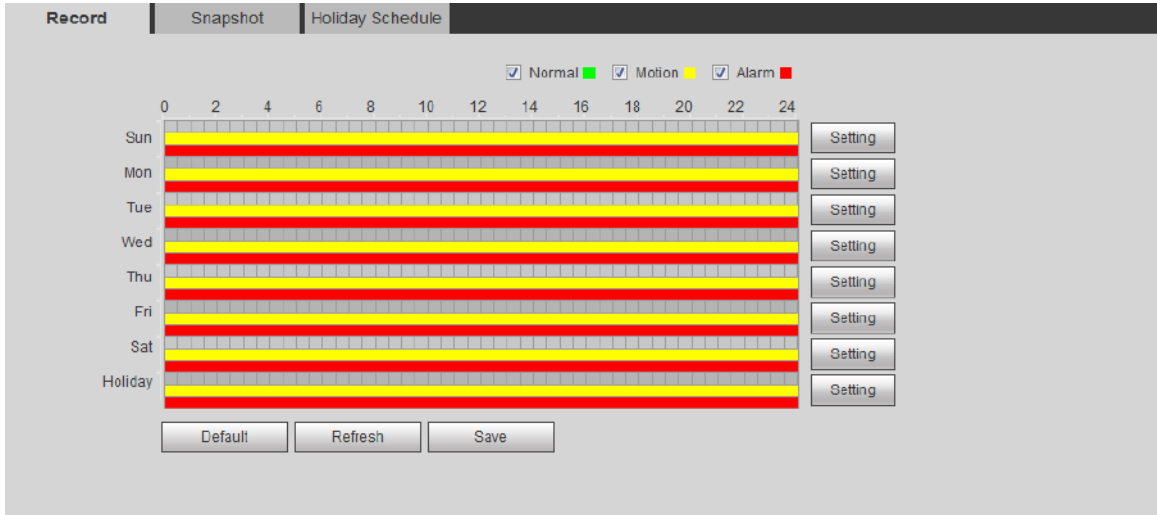 Record Snapshot Holiday Schedule
Normal Motion Alarm
0 2 4 6 8 10 12 14 16 18 20 22 24
Sun Setting
Mon Setting
Tue Setting
Wed Setting
Thu Setting
Fri Setting
Sat Setting
Holiday Setting
Default Refresh Save